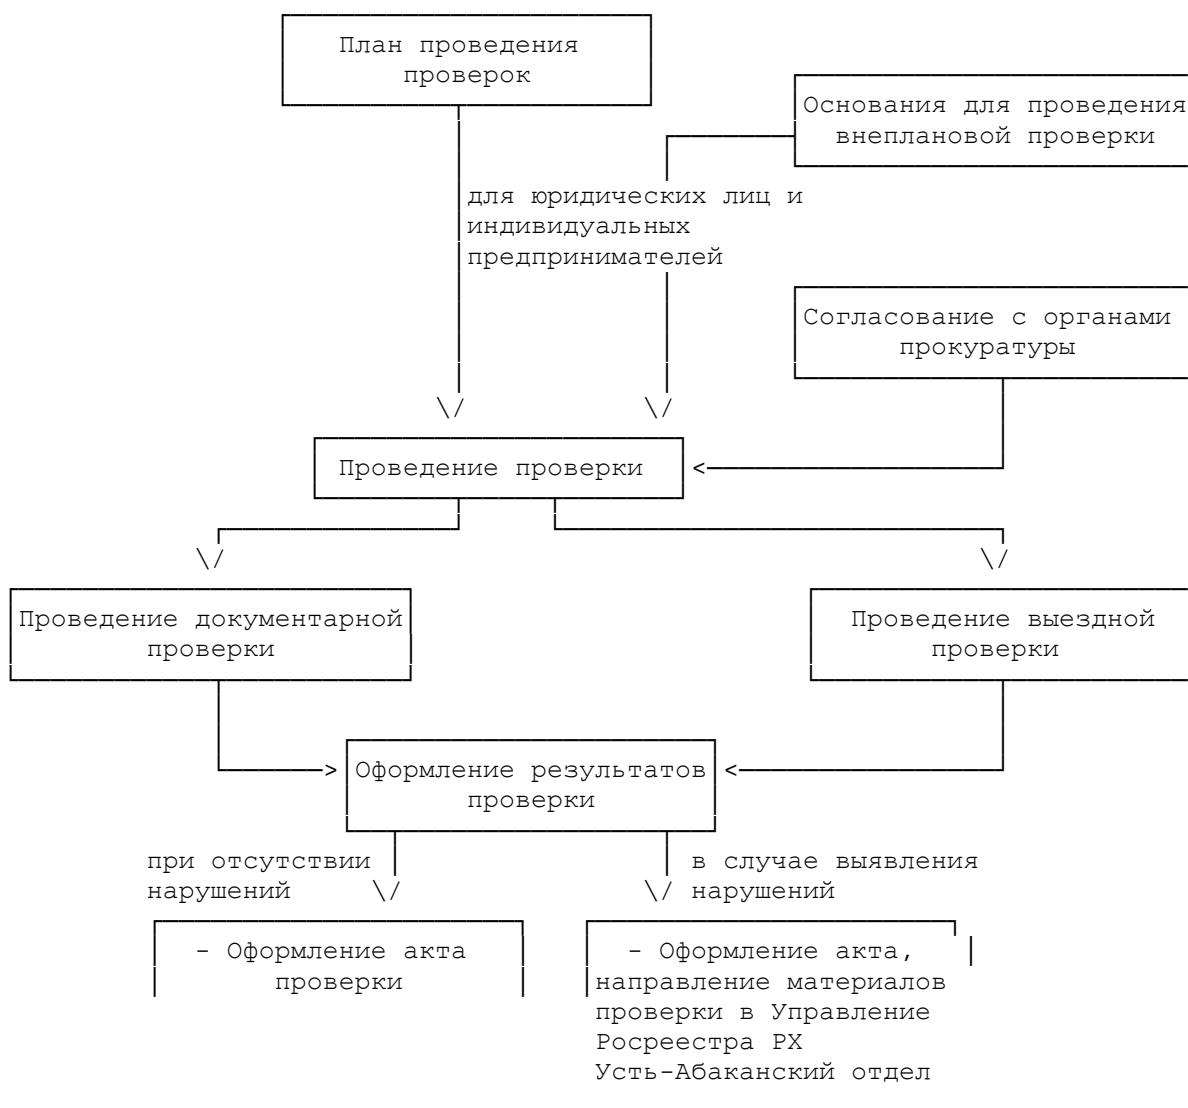 План проведения
проверок
Основания для проведения
внеплановой проверки
для юридических лиц и
индивидуальных
предпринимателей
Согласование с органами
прокуратуры
Проведение проверки
Проведение документарной
проверки
Проведение выездной
проверки
Оформление результатов
проверки
при отсутствии
нарушений
в случае выявления
нарушений
- Оформление акта
проверки
- Оформление акта,
направление материалов
проверки в Управление
Росреестра РХ
Усть-Абаканский отдел